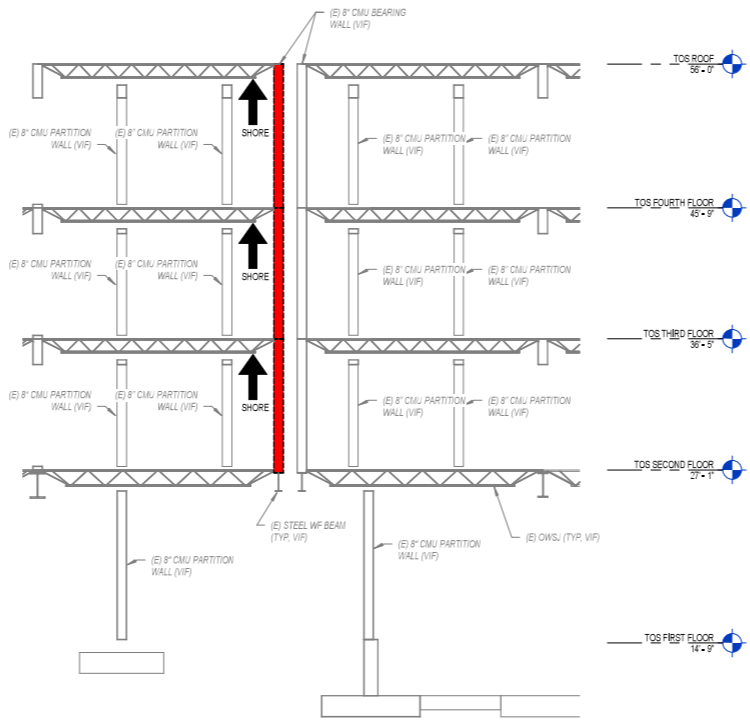 (E) 8" CMU BEARING
WALL (VIF)
TOS ROOF
56' - 0"
(E) 8" CMU PARTITION
WALL (VIF)
(E) 8" CMU PARTITION
WALL (VIF)
SHORE
(E) 8" CMU PARTITION
WALL (VIF)
(E) 8" CMU PARTITION
WALL (VIF)
TOS FOURTH FLOOR
45' - 9"
(E) 8" CMU PARTITION
WALL (VIF)
(E) 8" CMU PARTITION
WALL (VIF)
SHORE
(E) 8" CMU PARTITION
WALL (VIF)
(E) 8" CMU PARTITION
WALL (VIF)
TOS THIRD FLOOR
36' - 5"
(E) 8" CMU PARTITION
WALL (VIF)
(E) 8" CMU PARTITION
WALL (VIF)
SHORE
(E) 8" CMU PARTITION
WALL (VIF)
(E) 8" CMU PARTITION
WALL (VIF)
TOS SECOND FLOOR
27' - 1"
(E) STEEL WF BEAM
(TYP, VIF)
(E) OWSJ (TYP, VIF)
(E) 8" CMU PARTITION
WALL (VIF)
(E) 8" CMU PARTITION
WALL (VIF)
TOS FIRST FLOOR
14' - 9"